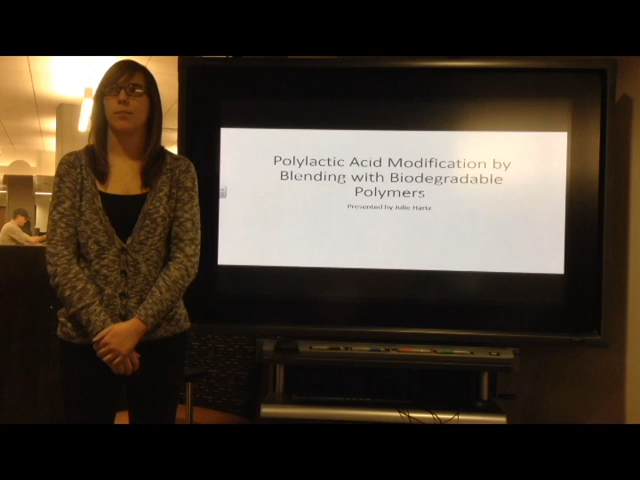 Polylactic Acid Modification by
Blending with Biodegradable
Polymers
Presented by Julie Hartz